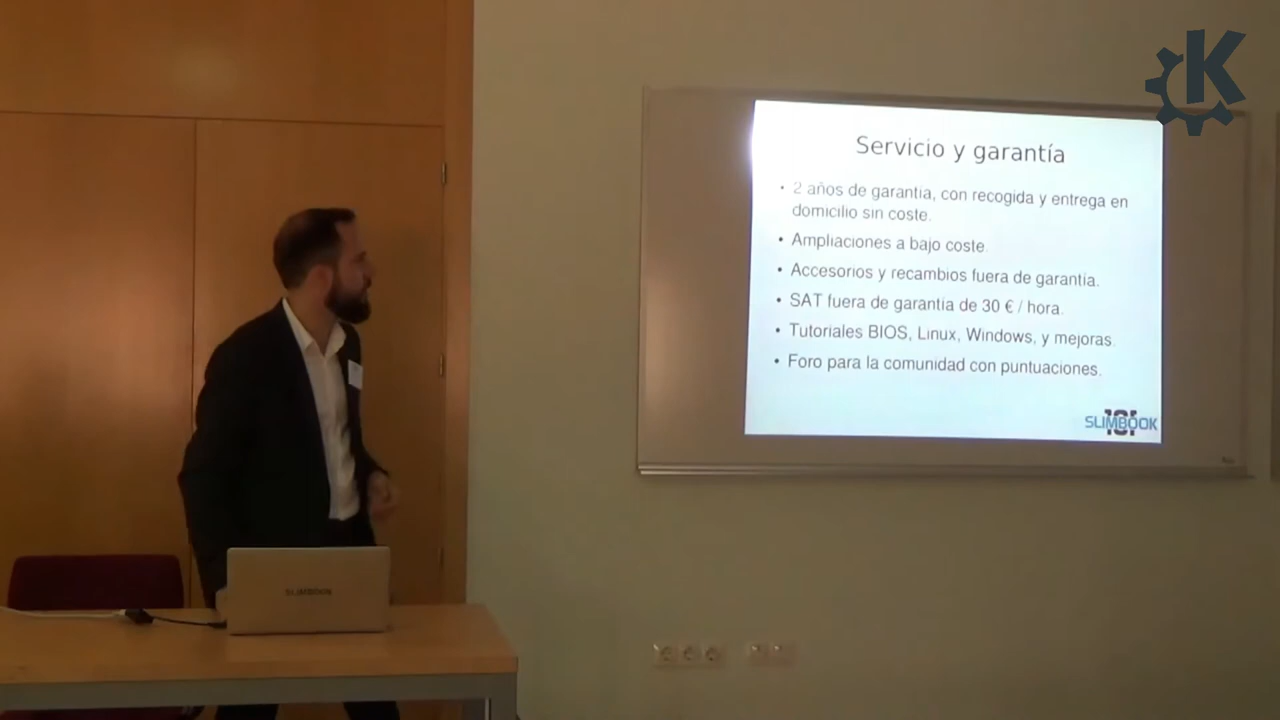 Servicio y garantía
• 2 años de garantía, con recogida y entrega en
domicilio sin coste.
• Ampliaciones a bajo coste.
• Accesorios y recambios fuera de garantía.
• SAT fuera de garantía de 30 € / hora.
• Tutoriales BIOS, Linux, Windows, y mejoras.
• Foro para la comunidad con puntuaciones.
SLIMBOOK
SLIMBOOK
K